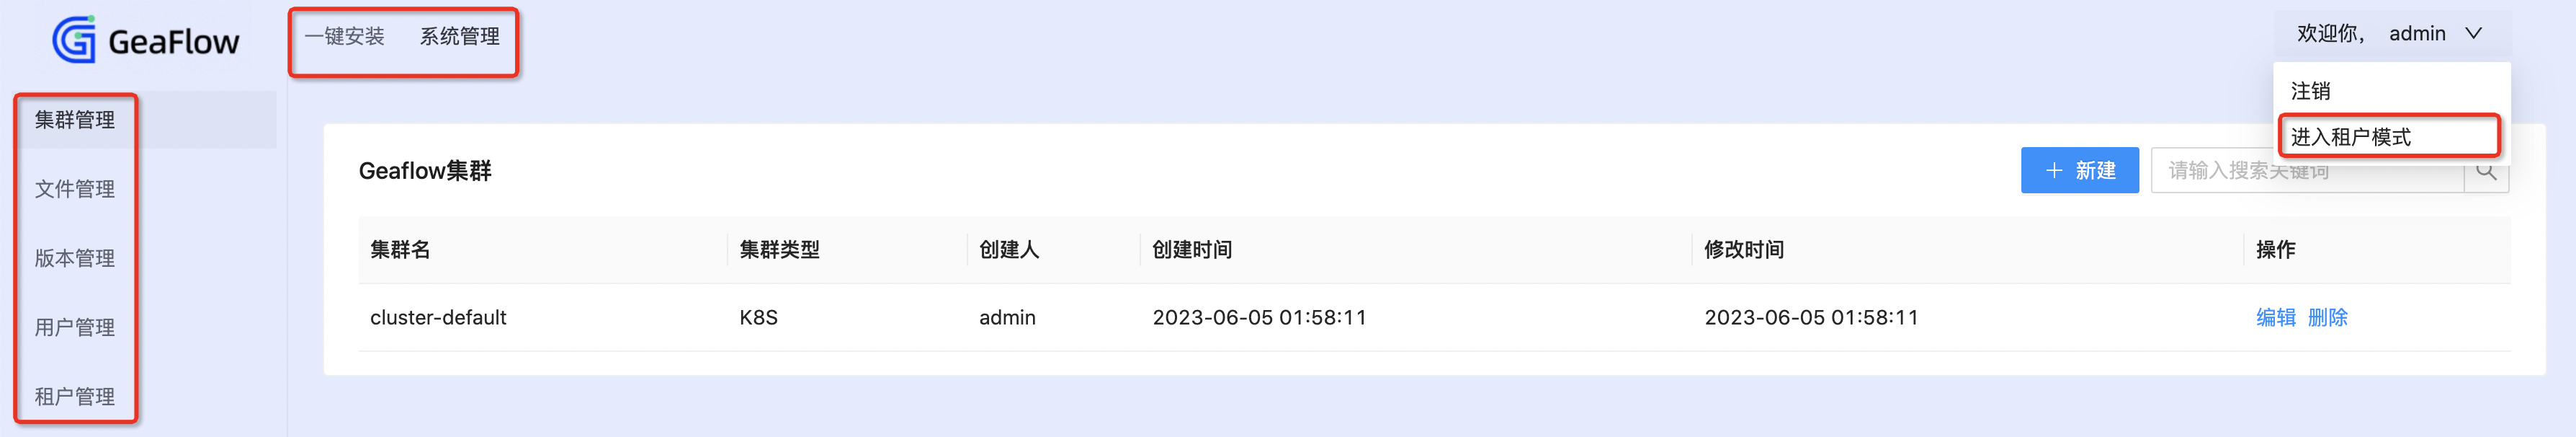 GeaFlow
一键安装 系统管理
欢迎你， admin
注销
进入租户模式
集群管理
文件管理
版本管理
用户管理
租户管理
Geaflow集群
新建
请输入搜索关键词
集群名 集群类型 创建人 创建时间 修改时间 操作
cluster-default K8S admin 2023-06-05 01:58:11 2023-06-05 01:58:11 编辑 删除